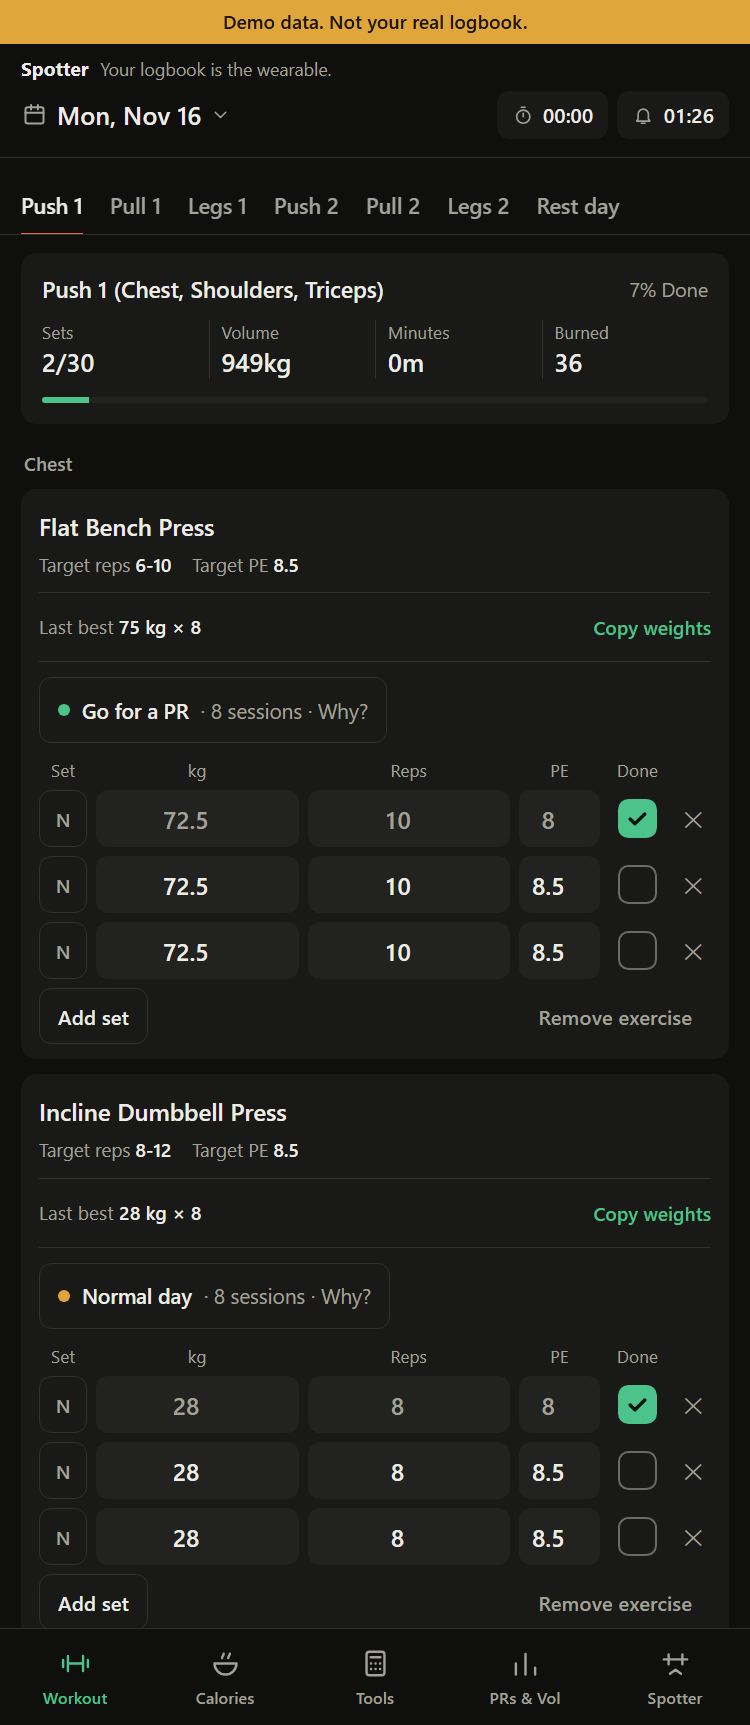 Demo data. Not your real logbook.
Spotter Your logbook is the wearable.
Mon, Nov 16 00:00 01:26
Push 1 Pull 1 Legs 1 Push 2 Pull 2 Legs 2 Rest day
Push 1 (Chest, Shoulders, Triceps) 7% Done
Sets Volume Minutes Burned
2/30 949kg 0m 36
Chest
Flat Bench Press
Target reps 6-10 Target PE 8.5
Last best 75 kg × 8 Copy weights
Go for a PR · 8 sessions · Why?
Set kg Reps PE Done
N 72.5 10 8
N 72.5 10 8.5
N 72.5 10 8.5
Add set Remove exercise
Incline Dumbbell Press
Target reps 8-12 Target PE 8.5
Last best 28 kg × 8 Copy weights
Normal day · 8 sessions · Why?
Set kg Reps PE Done
N 28 8 8
N 28 8 8.5
N 28 8 8.5
Add set Remove exercise
Workout Calories Tools PRs & Vol Spotter